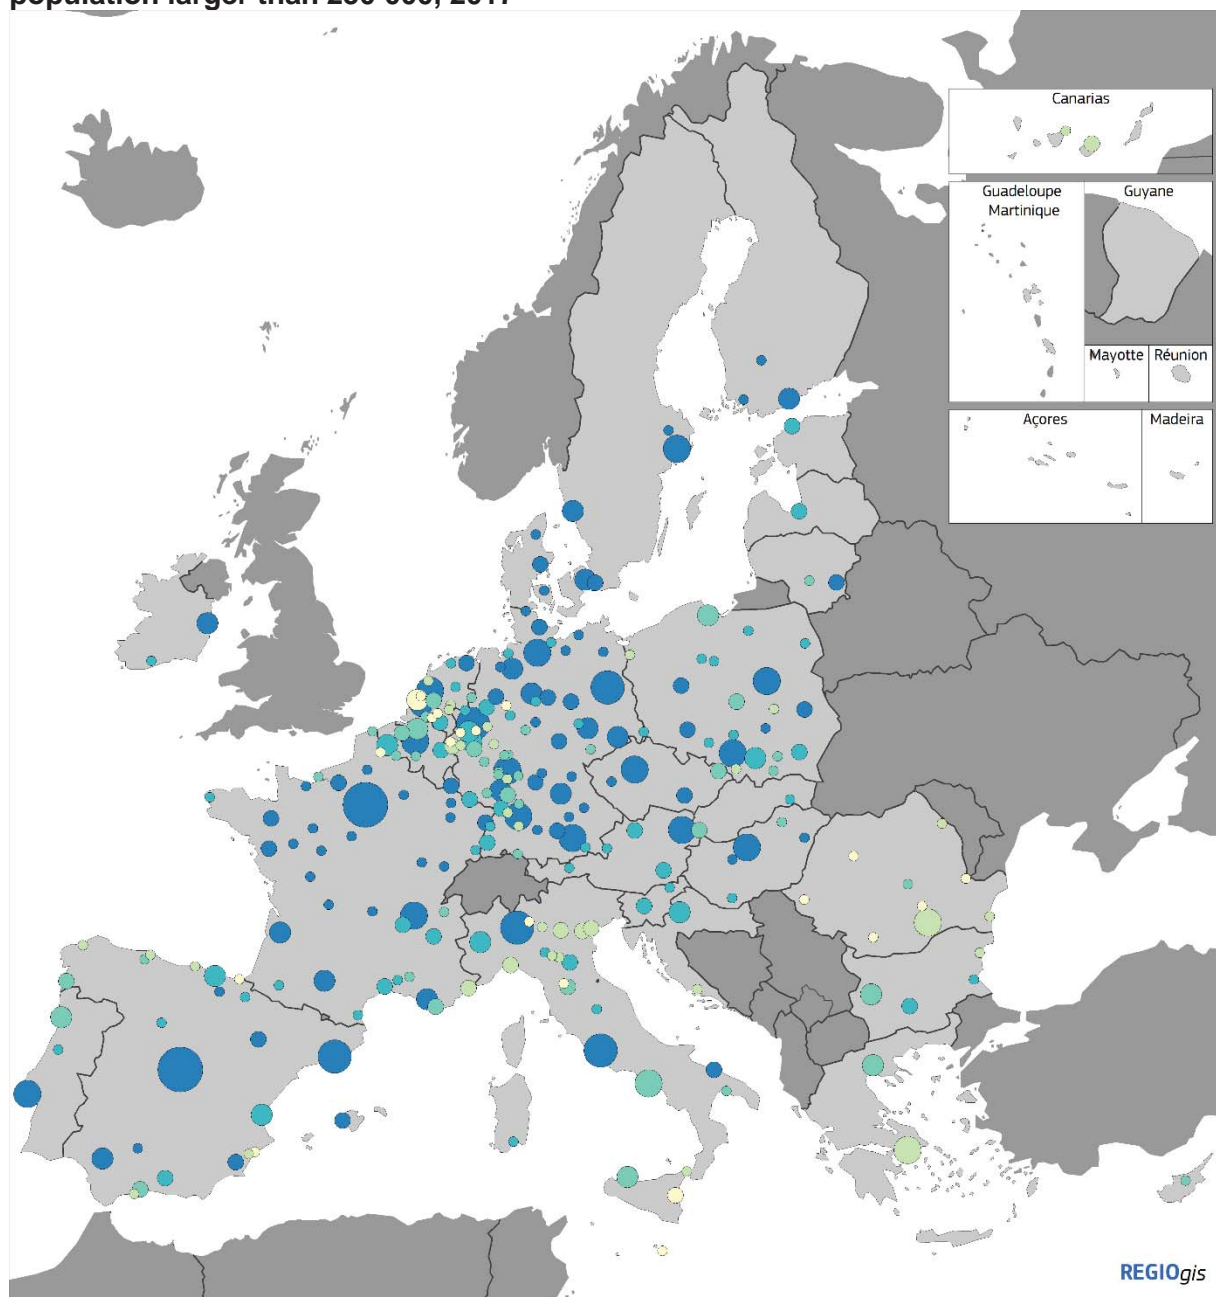 population larger than 250 000, 2017
Canarias
Guadeloupe
Martinique
Guyane
Mayotte
Réunion
Açores
Madeira
REGIOgis